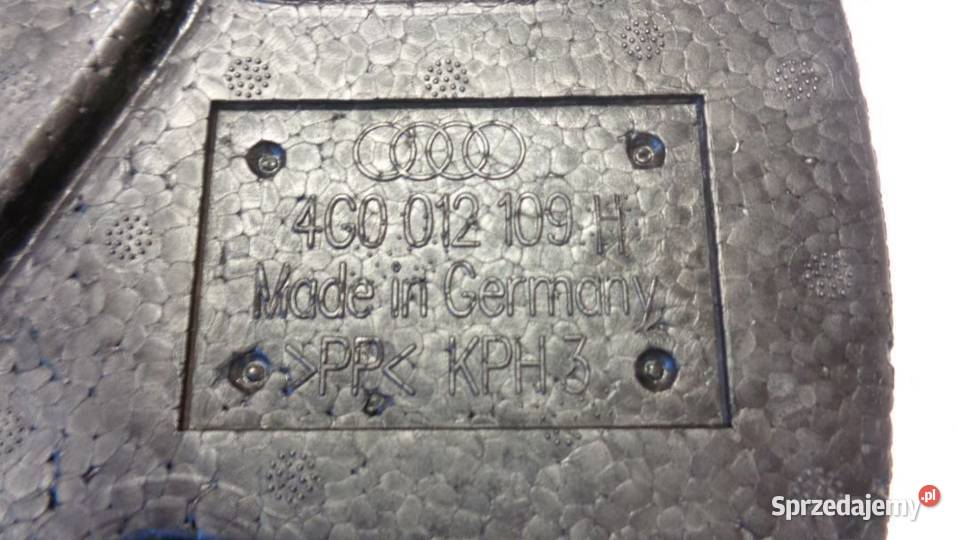 4G0 012 109 H
Made in Germany
>PP< KPH 3
Sprzedajemy.pl